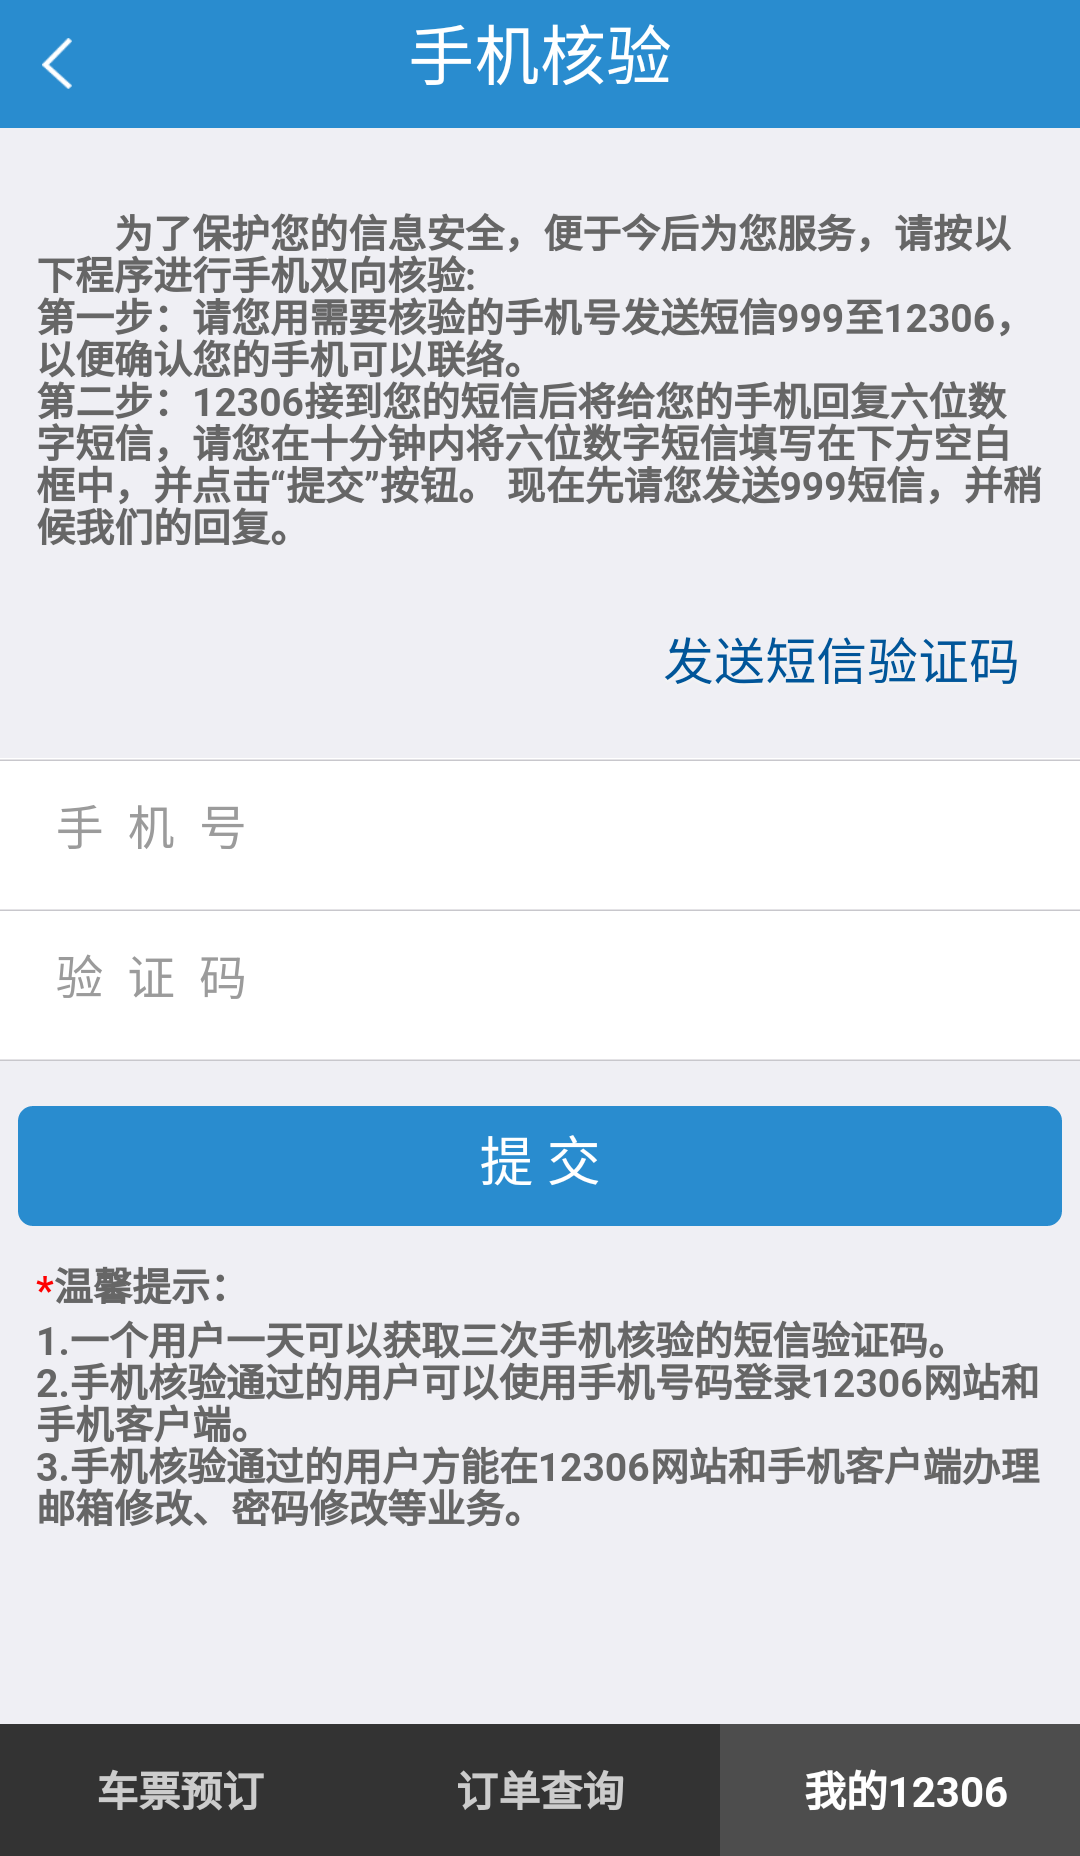 手机核验
为了保护您的信息安全，便于今后为您服务，请按以
下程序进行手机双向核验:
第一步：请您用需要核验的手机号发送短信999至12306，
以便确认您的手机可以联络。
第二步：12306接到您的短信后将给您的手机回复六位数
字短信，请您在十分钟内将六位数字短信填写在下方空白
框中，并点击“提交”按钮。 现在先请您发送999短信，并稍
候我们的回复。
发送短信验证码
手 机 号
验 证 码
提 交
*温馨提示：
1.一个用户一天可以获取三次手机核验的短信验证码。
2.手机核验通过的用户可以使用手机号码登录12306网站和
手机客户端。
3.手机核验通过的用户方能在12306网站和手机客户端办理
邮箱修改、密码修改等业务。
车票预订 订单查询 我的12306